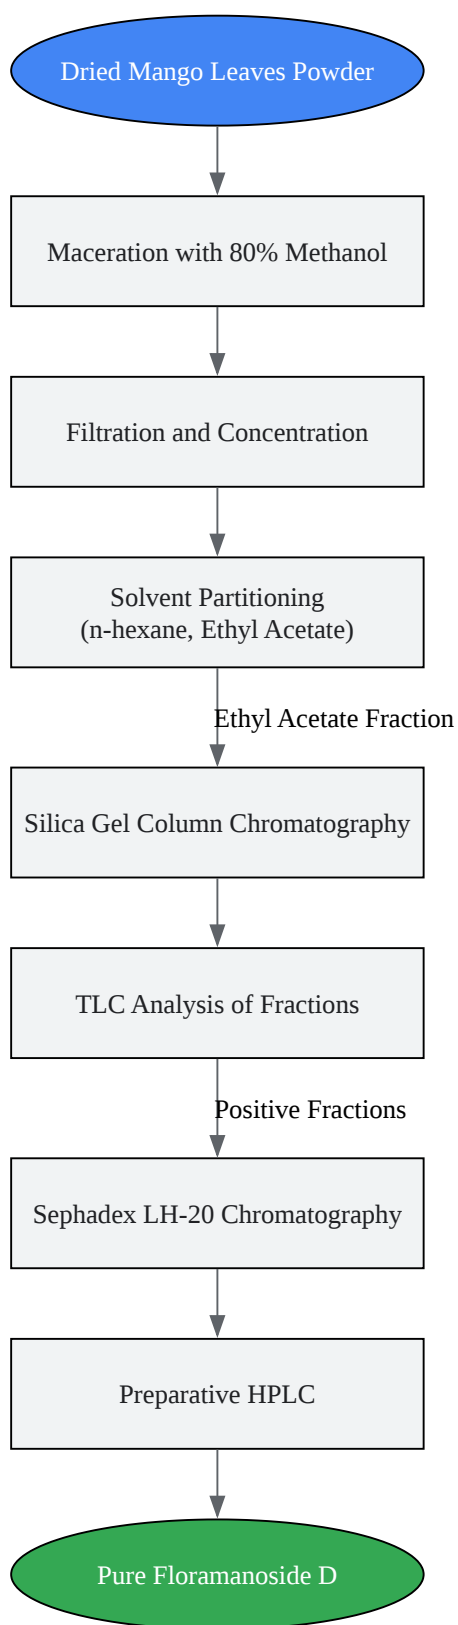 Dried Mango Leaves Powder
Maceration with 80% Methanol
Filtration and Concentration
Solvent Partitioning
(n-hexane, Ethyl Acetate)
Ethyl Acetate Fraction
Silica Gel Column Chromatography
TLC Analysis of Fractions
Positive Fractions
Sephadex LH-20 Chromatography
Preparative HPLC
Pure Floramanoside D